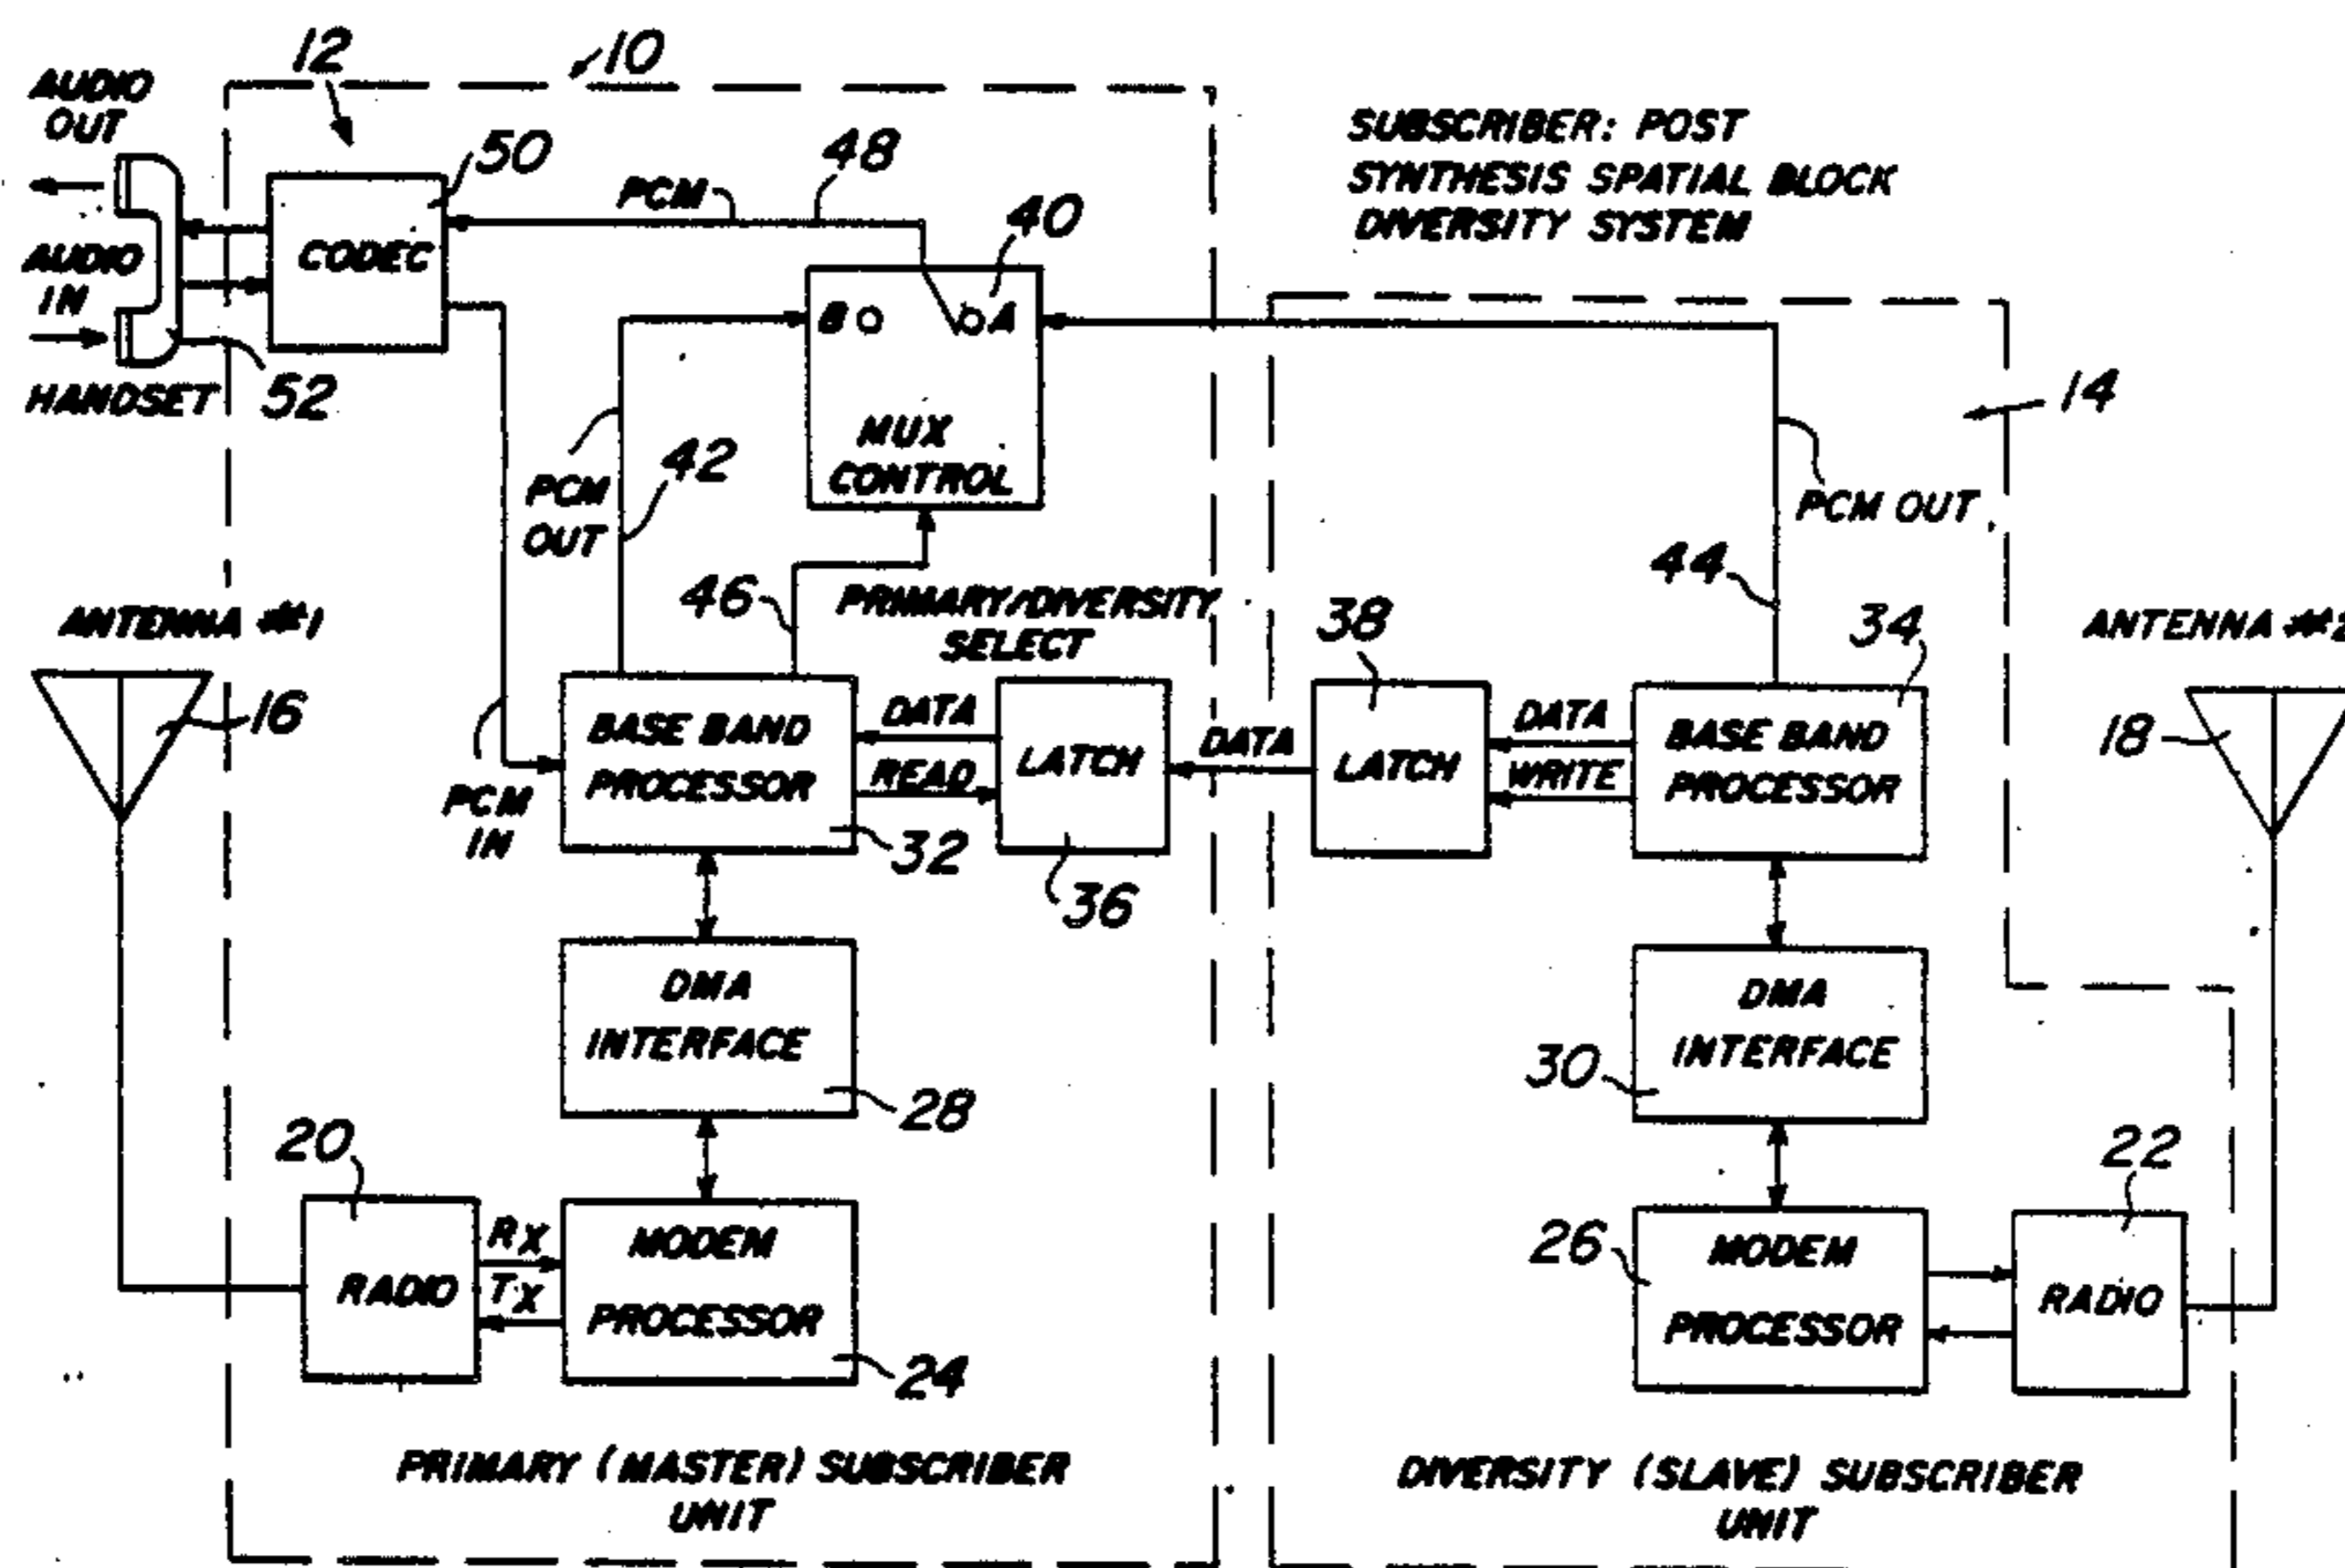 12
10
AUDIO
OUT
50
48
PCM
40
SUBSCRIBER: POST
SYNTHESIS SPATIAL BLOCK
DIVERSITY SYSTEM
CODEC
AUDIO
IN
B
A
HANDSET
52
14
MUX
CONTROL
PCM
OUT
42
PCM OUT
44
46
PRIMARY/DIVERSITY
SELECT
38
34
ANTENNA #1
ANTENNA #2
16
BASE BAND
PROCESSOR
DATA
READ
LATCH
DATA
LATCH
DATA
WRITE
BASE BAND
PROCESSOR
18
PCM
IN
32
36
DMA
INTERFACE
28
DMA
INTERFACE
30
20
22
RADIO
RX
TX
MODEM
PROCESSOR
24
26
MODEM
PROCESSOR
RADIO
PRIMARY (MASTER) SUBSCRIBER
UNIT
DIVERSITY (SLAVE) SUBSCRIBER
UNIT